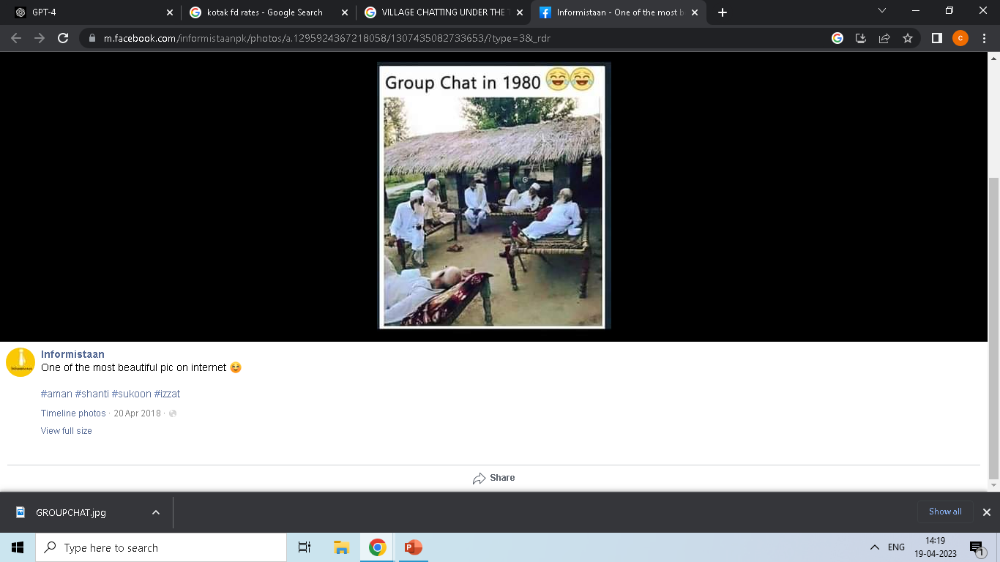 GPT-4
kotak fd rates - Google Search
VILLAGE CHATTING UNDER THE T
Informistaan - One of the most b
m.facebook.com/informistaanpk/photos/a.1295924367218058/1307435082733653/?type=3&_rdr
c
Group Chat in 1980 😂😂
Informistaan
One of the most beautiful pic on internet 😊
#aman #shanti #sukoon #izzat
Timeline photos · 20 Apr 2018 ·
View full size
Share
GROUPCHAT.jpg
Show all
Type here to search
ENG
14:19
19-04-2023
1